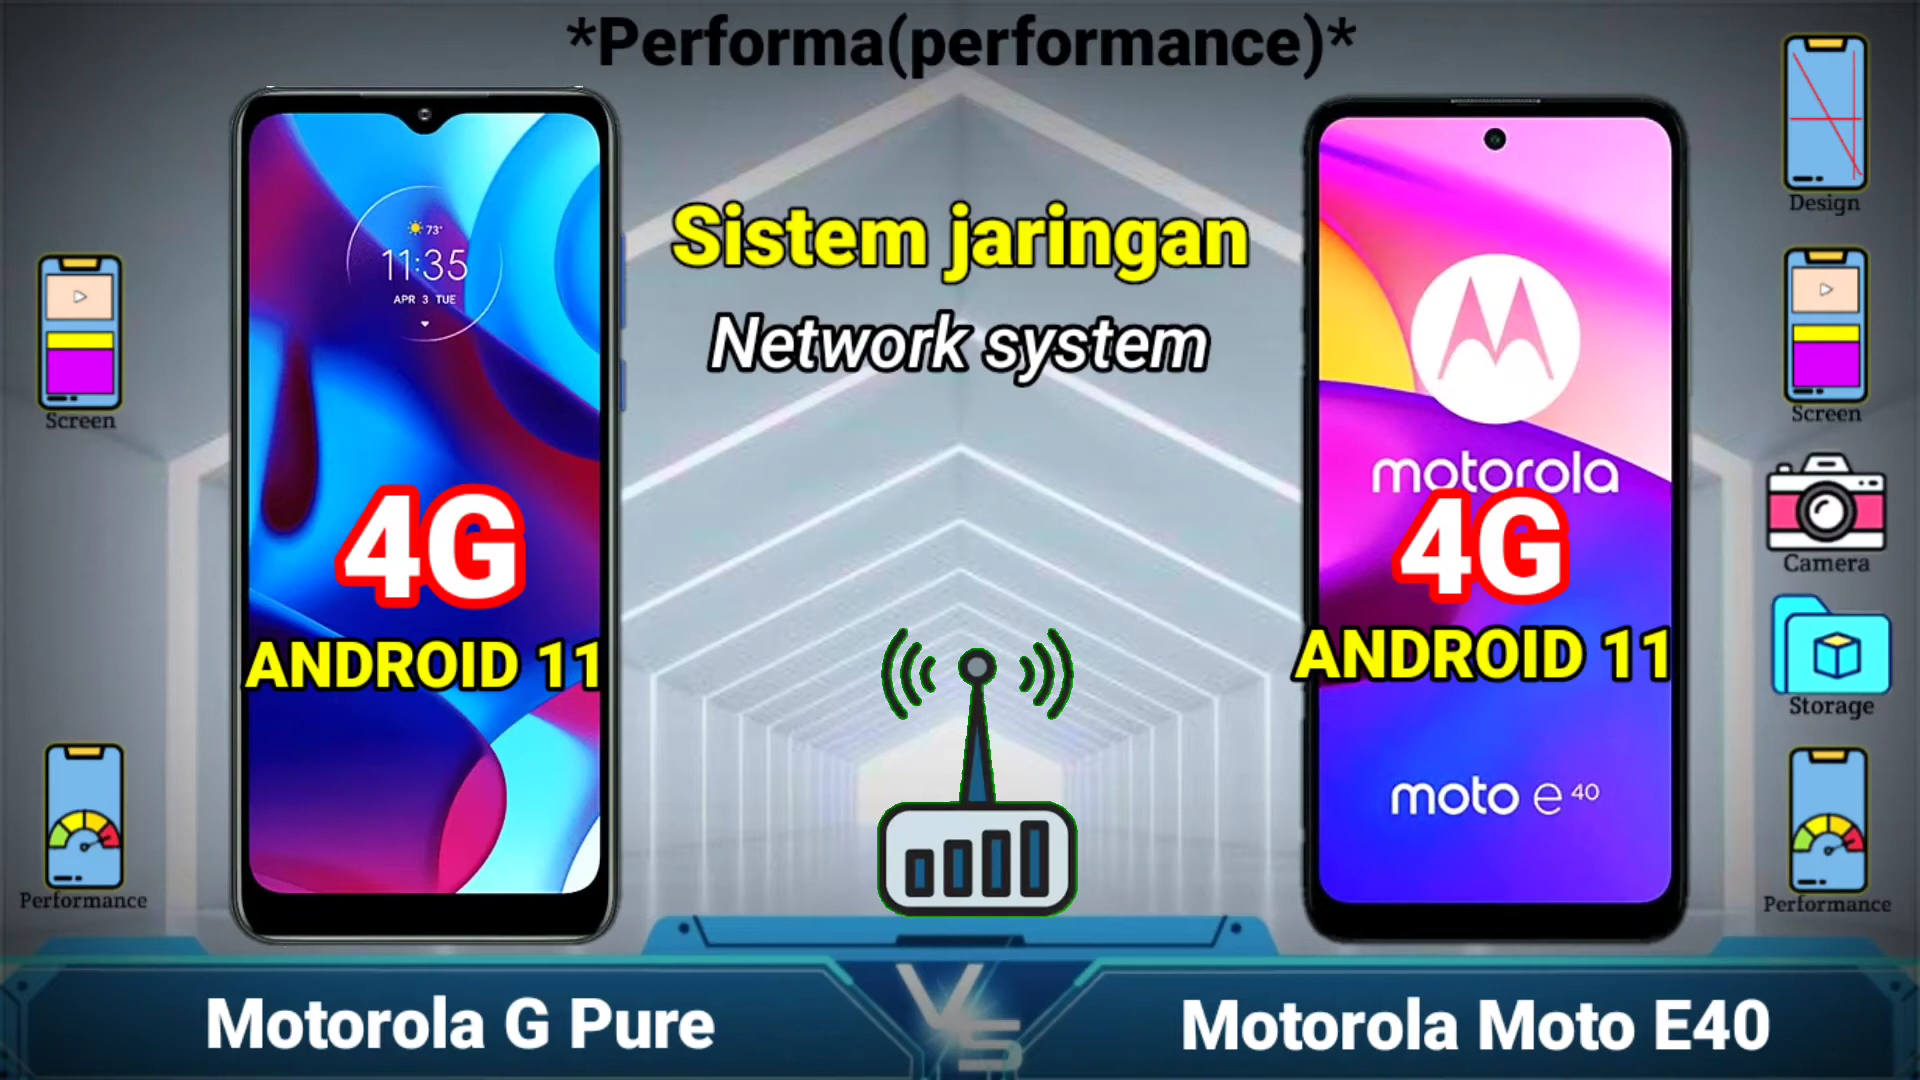 *Performa(performance)*
Sistem jaringan
Network system
73°
11:35
APR 3 TUE
4G
ANDROID 11
motorola
4G
ANDROID 11
moto e 40
Screen
Performance
Design
Screen
Camera
Storage
Performance
Motorola G Pure
VS
Motorola Moto E40